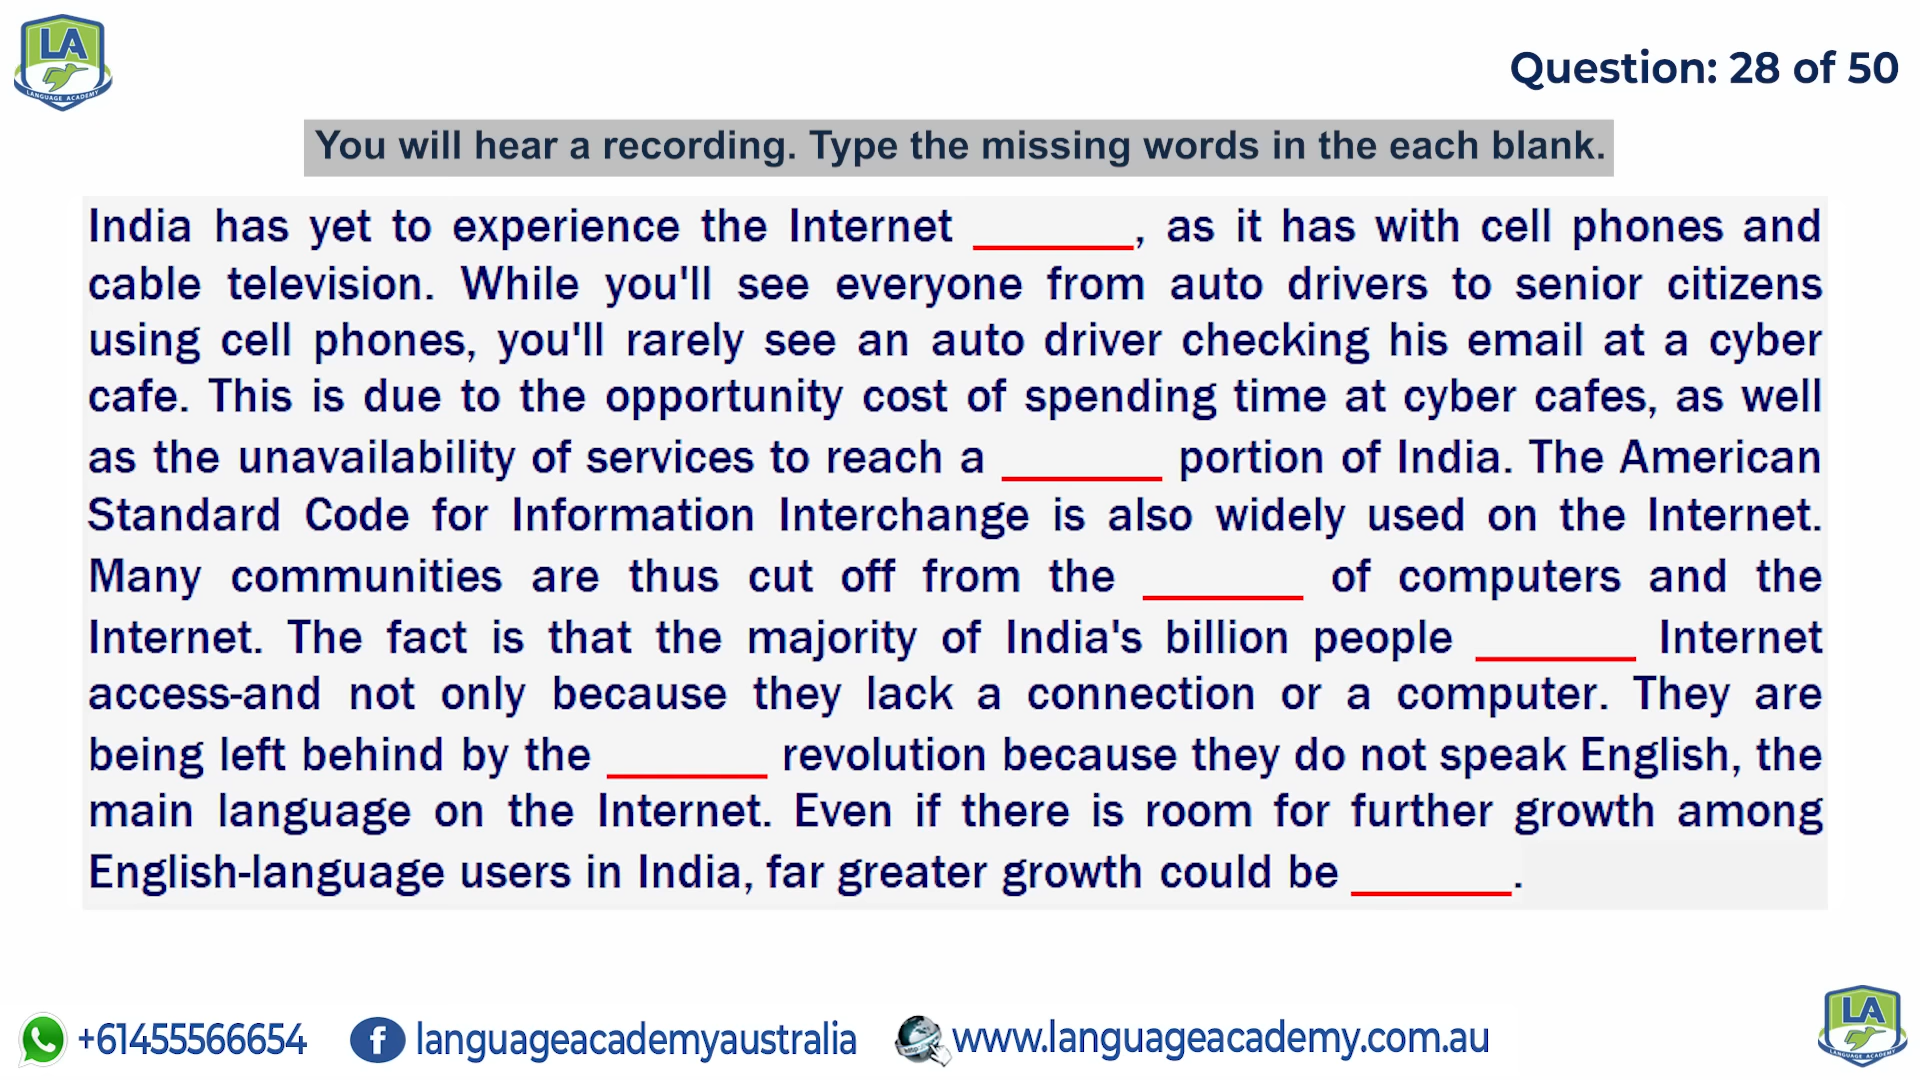 LA
LANGUAGE ACADEMY
Question: 28 of 50
You will hear a recording. Type the missing words in the each blank.
India has yet to experience the Internet ______, as it has with cell phones and
cable television. While you'll see everyone from auto drivers to senior citizens
using cell phones, you'll rarely see an auto driver checking his email at a cyber
cafe. This is due to the opportunity cost of spending time at cyber cafes, as well
as the unavailability of services to reach a ______ portion of India. The American
Standard Code for Information Interchange is also widely used on the Internet.
Many communities are thus cut off from the ______ of computers and the
Internet. The fact is that the majority of India's billion people ______ Internet
access-and not only because they lack a connection or a computer. They are
being left behind by the ______ revolution because they do not speak English, the
main language on the Internet. Even if there is room for further growth among
English-language users in India, far greater growth could be ______.
+61455566654
f languageacademyaustralia
http:// www.languageacademy.com.au
LA
LANGUAGE ACADEMY